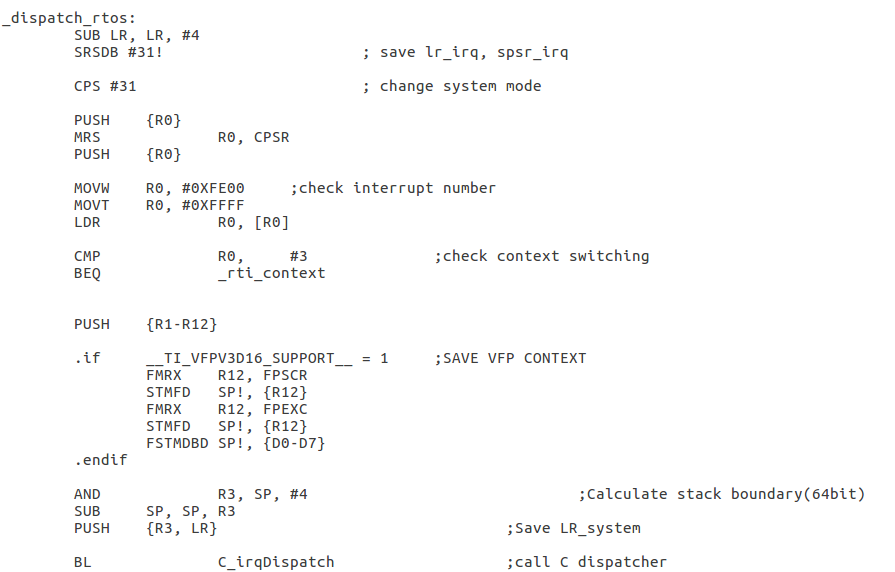 _dispatch_rtos:
SUB LR, LR, #4
SRSDB #31! ; save lr_irq, spsr_irq
CPS #31 ; change system mode
PUSH {R0}
MRS R0, CPSR
PUSH {R0}
MOVW R0, #0XFE00 ;check interrupt number
MOVT R0, #0XFFFF
LDR R0, [R0]
CMP R0, #3 ;check context switching
BEQ _rti_context
PUSH {R1-R12}
.if __TI_VFPV3D16_SUPPORT__ = 1 ;SAVE VFP CONTEXT
FMRX R12, FPSCR
STMFD SP!, {R12}
FMRX R12, FPEXC
STMFD SP!, {R12}
FSTMDBD SP!, {D0-D7}
.endif
AND R3, SP, #4 ;Calculate stack boundary(64bit)
SUB SP, SP, R3
PUSH {R3, LR} ;Save LR_system
BL C_irqDispatch ;call C dispatcher